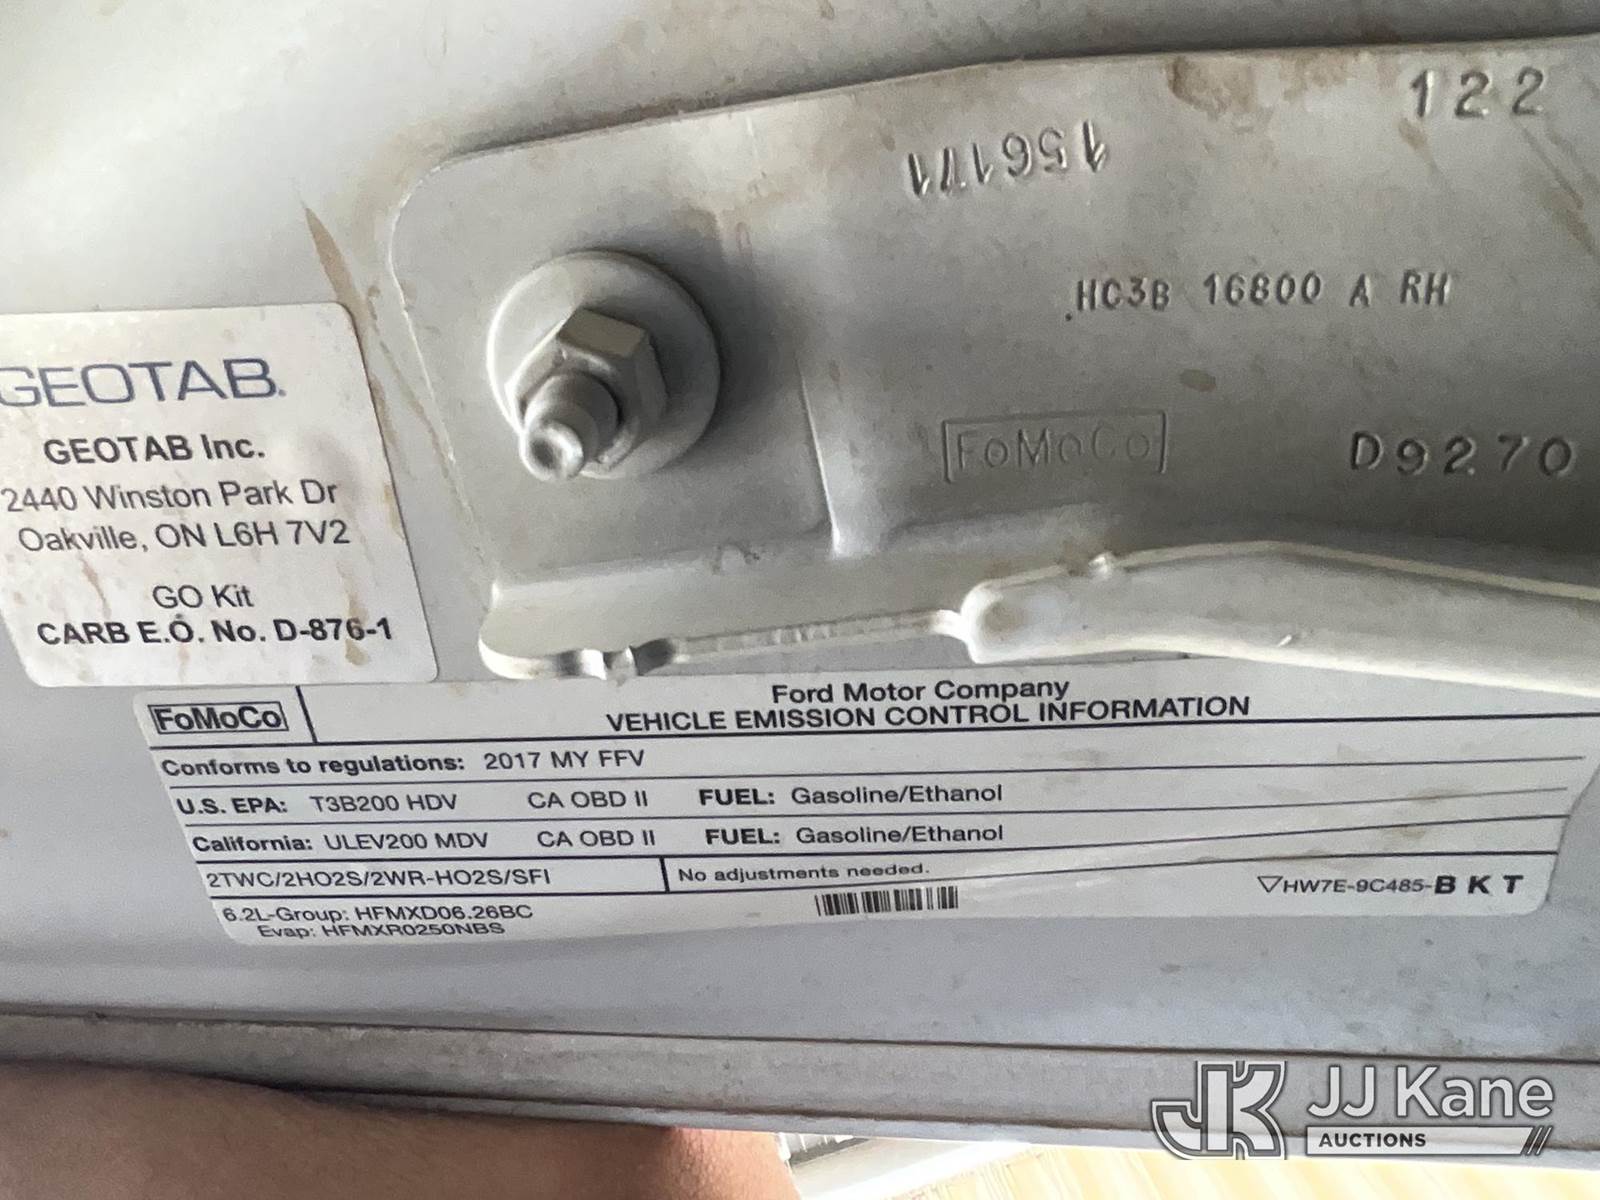 122
156171
HC3B 16800 A RH
FoMoCo
D9270
GEOTAB.
GEOTAB Inc.
2440 Winston Park Dr
Oakville, ON L6H 7V2
GO Kit
CARB E.O. No. D-876-1
FoMoCo
Ford Motor Company
VEHICLE EMISSION CONTROL INFORMATION
Conforms to regulations: 2017 MY FFV
U.S. EPA: T3B200 HDV CA OBD II FUEL: Gasoline/Ethanol
California: ULEV200 MDV CA OBD II FUEL: Gasoline/Ethanol
2TWC/2HO2S/2WR-HO2S/SFI No adjustments needed.
HW7E-9C485-BKT
6.2L-Group: HFMXD06.26BC
Evap: HFMXR0250NBS
JK JJ Kane
AUCTIONS